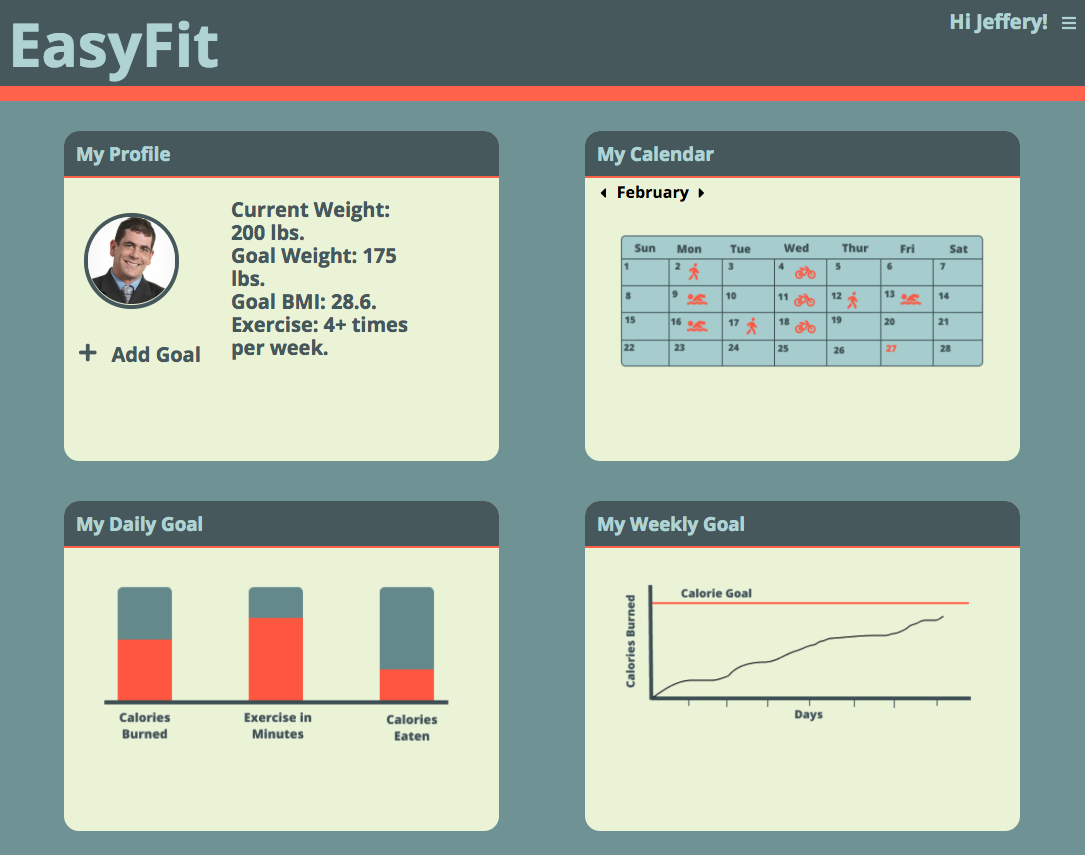 EasyFit
Hi Jeffery!
My Profile
Current Weight:
200 lbs.
Goal Weight: 175
lbs.
Goal BMI: 28.6.
Exercise: 4+ times
per week.
+ Add Goal
My Calendar
February
Sun Mon Tue Wed Thur Fri Sat
1 2 3 4 5 6 7
8 9 10 11 12 13 14
15 16 17 18 19 20 21
22 23 24 25 26 27 28
My Daily Goal
Calories
Burned
Exercise in
Minutes
Calories
Eaten
My Weekly Goal
Calorie Goal
Calories Burned
Days